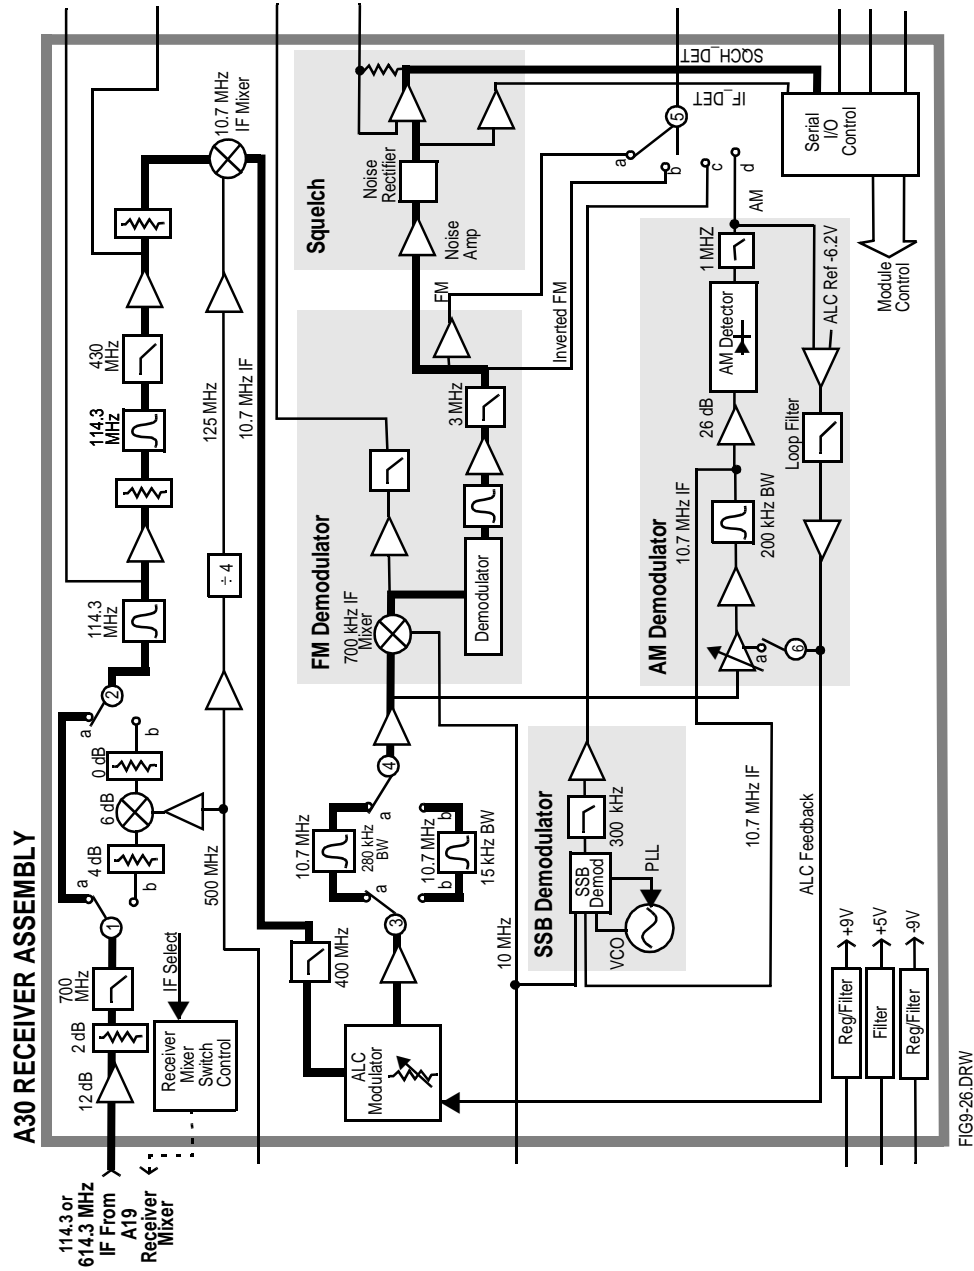 A30 RECEIVER ASSEMBLY
114.3 or
614.3 MHz
IF From
A19
Receiver
Mixer
12 dB
2 dB
700
MHz
1
a
b
4 dB
6 dB
0 dB
a
b
2
114.3
MHz
114.3
MHz
430
MHz
10.7 MHz
IF Mixer
Receiver
Mixer
Switch
Control
IF Select
500 MHz
÷ 4
125 MHz
10.7 MHz IF
400 MHz
ALC
Modulator
3
a
b
10.7 MHz
280 kHz
BW
10.7 MHz
15 kHz BW
a
b
4
10 MHz
FM Demodulator
700 kHz IF
Mixer
Demodulator
3 MHz
FM
Inverted FM
Squelch
Noise
Amp
Noise
Rectifier
SQCH_DET
IF_DET
5
a
b
c
d
AM
Serial
I/O
Control
Module
Control
SSB Demodulator
VCO
SSB
Demod
PLL
300 kHz
10.7 MHz IF
AM Demodulator
10.7 MHz IF
a
6
200 kHz BW
26 dB
AM Detector
1 MHZ
ALC Ref -6.2V
Loop Filter
ALC Feedback
Reg/Filter
+9V
Filter
+5V
Reg/Filter
-9V
FIG9-26.DRW